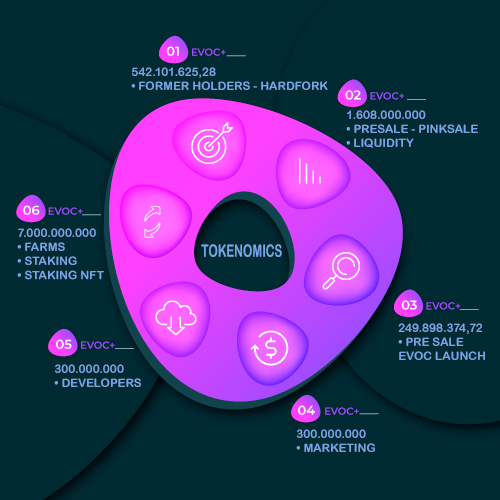 01 EVOC+
542.101.625,28
• FORMER HOLDERS - HARDFORK
02 EVOC+
1.608.000.000
• PRESALE - PINKSALE
• LIQUIDITY
06 EVOC+
7.000.000.000
• FARMS
• STAKING
• STAKING NFT
TOKENOMICS
$
03 EVOC+
249.898.374,72
• PRE SALE
EVOC LAUNCH
05 EVOC+
300.000.000
• DEVELOPERS
04 EVOC+
300.000.000
• MARKETING